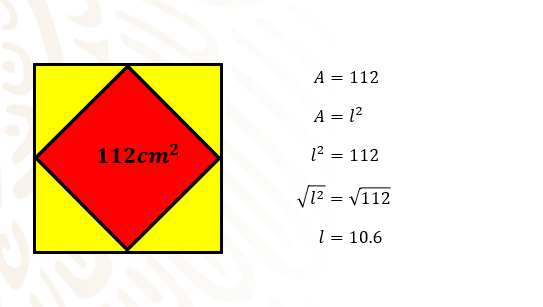 112cm²
A = 112
A = l²
l² = 112
√l² = √112
l = 10.6